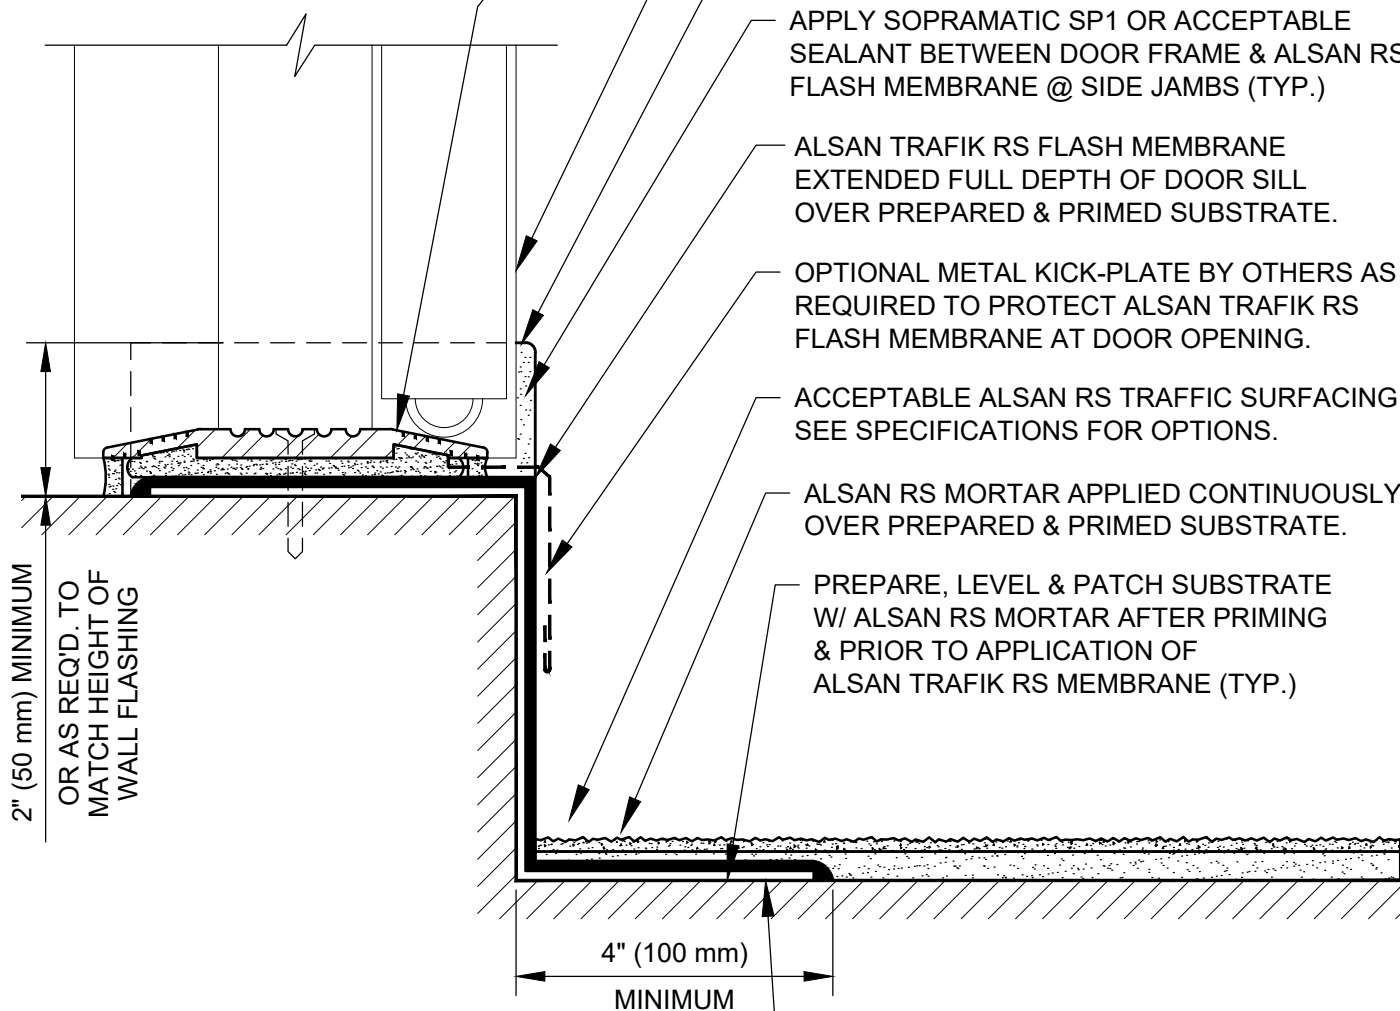 APPLY SOPRAMATIC SP1 OR ACCEPTABLE
SEALANT BETWEEN DOOR FRAME & ALSAN RS
FLASH MEMBRANE @ SIDE JAMBS (TYP.)
ALSAN TRAFIK RS FLASH MEMBRANE
EXTENDED FULL DEPTH OF DOOR SILL
OVER PREPARED & PRIMED SUBSTRATE.
OPTIONAL METAL KICK-PLATE BY OTHERS AS
REQUIRED TO PROTECT ALSAN TRAFIK RS
FLASH MEMBRANE AT DOOR OPENING.
ACCEPTABLE ALSAN RS TRAFFIC SURFACING
SEE SPECIFICATIONS FOR OPTIONS.
ALSAN RS MORTAR APPLIED CONTINUOUSLY
OVER PREPARED & PRIMED SUBSTRATE.
PREPARE, LEVEL & PATCH SUBSTRATE
W/ ALSAN RS MORTAR AFTER PRIMING
& PRIOR TO APPLICATION OF
ALSAN TRAFIK RS MEMBRANE (TYP.)
2" (50 mm) MINIMUM
OR AS REQ'D. TO
MATCH HEIGHT OF
WALL FLASHING
4" (100 mm)
MINIMUM